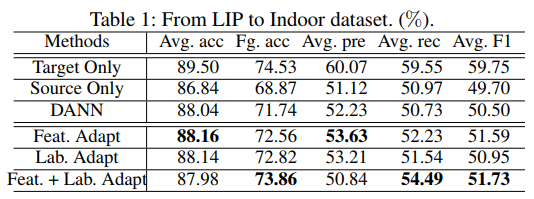 Table 1: From LIP to Indoor dataset. (%).
Methods Avg. acc Fg. acc Avg. pre Avg. rec Avg. F1
Target Only 89.50 74.53 60.07 59.55 59.75
Source Only 86.84 68.87 51.12 50.97 49.70
DANN 88.04 71.74 52.23 50.73 50.50
Feat. Adapt 88.16 72.56 53.63 52.23 51.59
Lab. Adapt 88.14 72.82 53.21 51.54 50.95
Feat. + Lab. Adapt 87.98 73.86 50.84 54.49 51.73